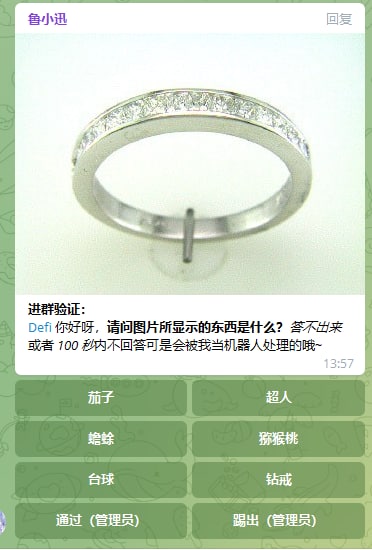 鲁小迅 回复
进群验证：
Defi 你好呀，请问图片所显示的东西是什么？答不出来
或者 100 秒内不回答可是会被我当机器人处理的哦~
13:57
茄子 超人
蟾蜍 猕猴桃
台球 钻戒
通过（管理员） 踢出（管理员）